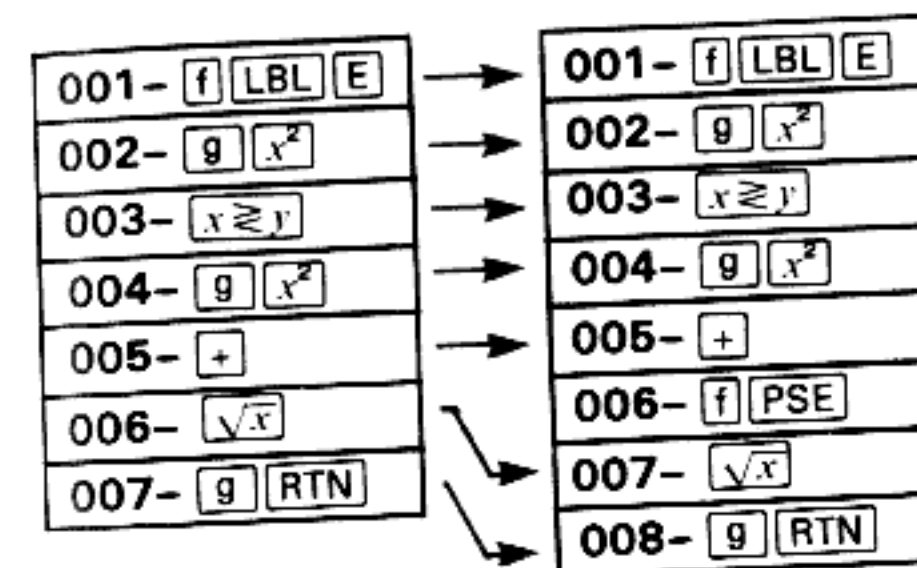 001– f LBL E
002– g x²
003– x≷y
004– g x²
005– +
006– √x
007– g RTN
001– f LBL E
002– g x²
003– x≷y
004– g x²
005– +
006– f PSE
007– √x
008– g RTN